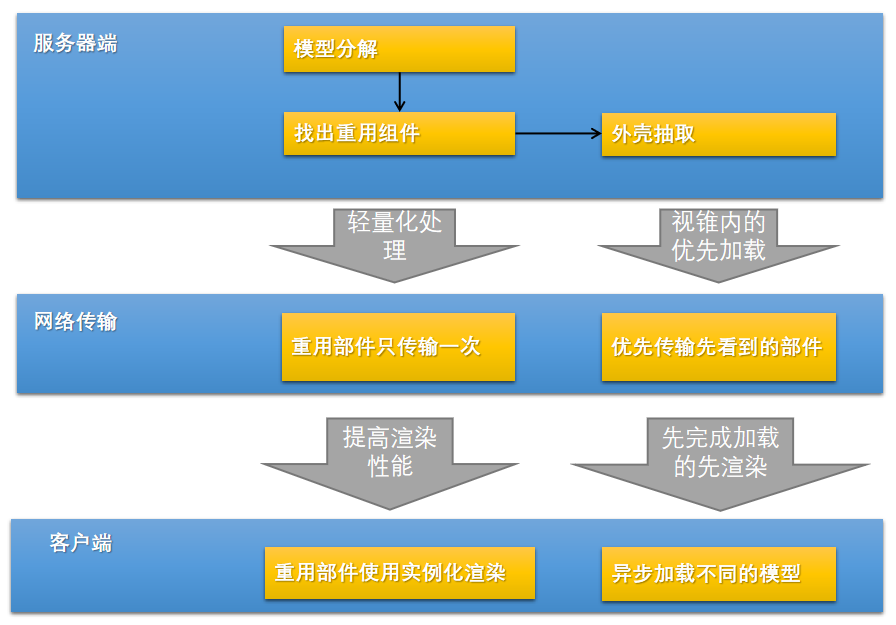 服务器端
模型分解
找出重用组件
外壳抽取
轻量化处
理
视锥内的
优先加载
网络传输
重用部件只传输一次
优先传输先看到的部件
提高渲染
性能
先完成加载
的先渲染
客户端
重用部件使用实例化渲染
异步加载不同的模型